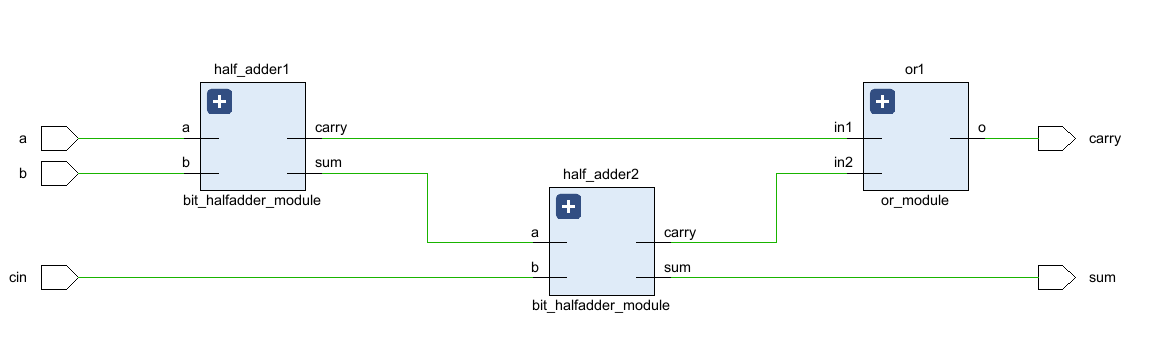 half_adder1
or1
a
a
carry
in1
o
carry
b
b
sum
in2
bit_halfadder_module
half_adder2
or_module
a
carry
cin
b
sum
sum
bit_halfadder_module